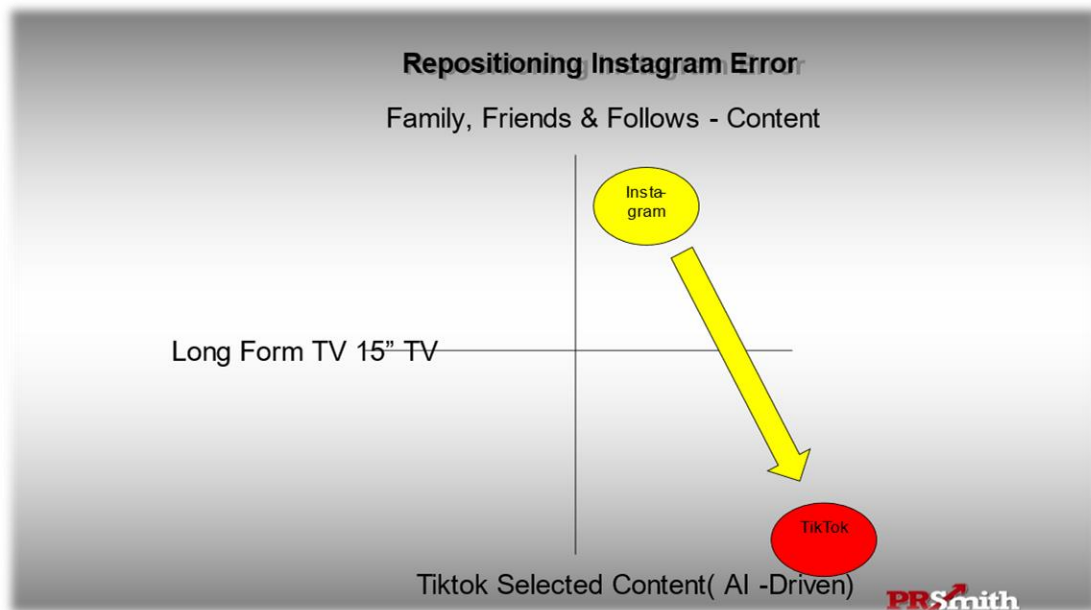 Repositioning Instagram Error
Family, Friends & Follows - Content
Insta-
gram
Long Form TV 15” TV
TikTok
Tiktok Selected Content( AI -Driven)
PRSmith